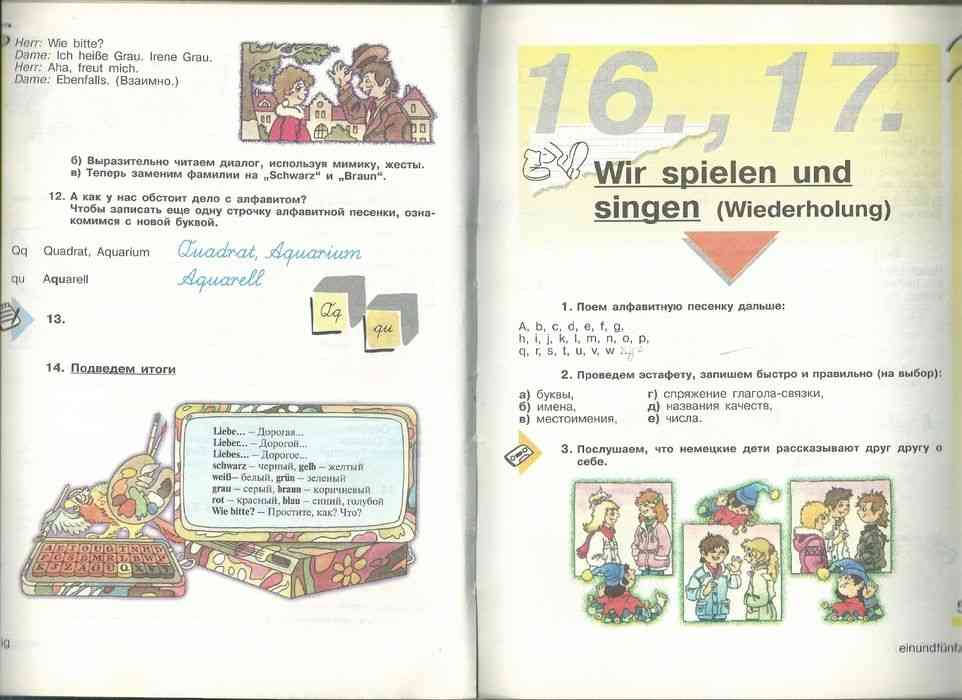 Herr: Wie bitte?
Dame: Ich heiße Grau. Irene Grau.
Herr: Aha, freut mich.
Dame: Ebenfalls. (Взаимно.)
б) Выразительно читаем диалог, используя мимику, жесты.
в) Теперь заменим фамилии на „Schwarz“ и „Braun“.
12. А как у нас обстоит дело с алфавитом?
Чтобы записать еще одну строчку алфавитной песенки, озна-
комимся с новой буквой.
Qq Quadrat, Aquarium Quadrat, Aquarium
qu Aquarell Aquarell
Qq
qu
13.
14. Подведем итоги
Liebe... – Дорогая...
Lieber... – Дорогой...
Liebes... – Дорогое...
schwarz – черный, gelb – желтый
weiß – белый, grün – зеленый
grau – серый, braun – коричневый
rot – красный, blau – синий, голубой
Wie bitte? – Простите, как? Что?
16., 17.
Wir spielen und
singen (Wiederholung)
1. Поем алфавитную песенку дальше:
A, b, c, d, e, f, g.
h, i, j, k, l, m, n, o, p,
q, r, s, t, u, v, w
2. Проведем эстафету, запишем быстро и правильно (на выбор):
а) буквы, г) спряжение глагола-связки,
б) имена, д) названия качеств,
в) местоимения, е) числа.
3. Послушаем, что немецкие дети рассказывают друг другу о
себе.